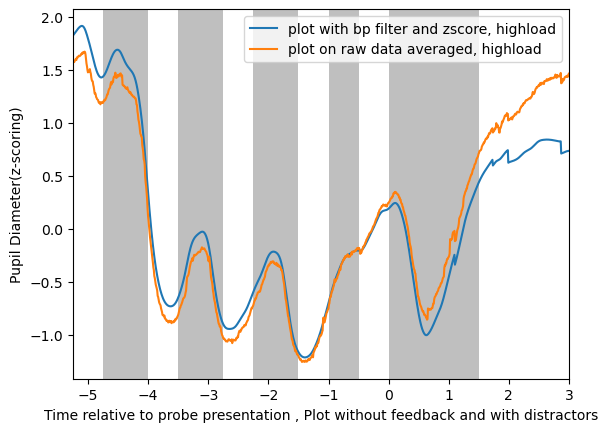 2.0
1.5
1.0
0.5
0.0
−0.5
−1.0
Pupil Diameter(z-scoring)
plot with bp filter and zscore, highload
plot on raw data averaged, highload
−5 −4 −3 −2 −1 0 1 2 3
Time relative to probe presentation , Plot without feedback and with distractors